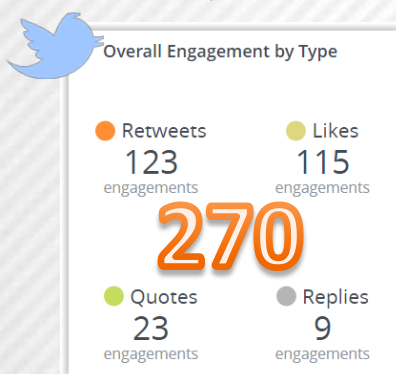 Overall Engagement by Type
Retweets Likes
123 115
engagements engagements
270
Quotes Replies
23 9
engagements engagements